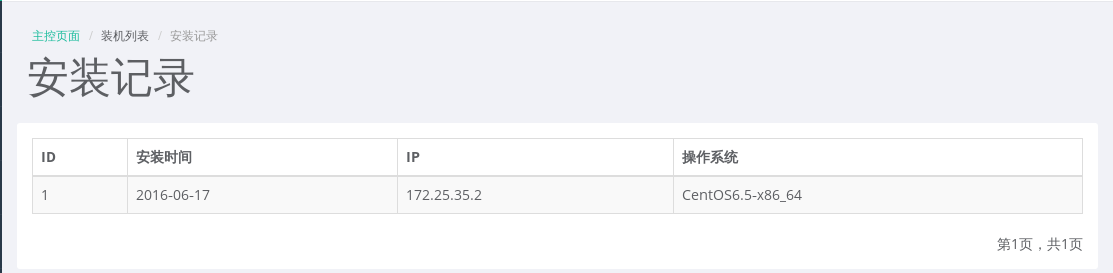 主控页面 / 装机列表 / 安装记录
安装记录
ID 安装时间 IP 操作系统
1 2016-06-17 172.25.35.2 CentOS6.5-x86_64
第1页，共1页